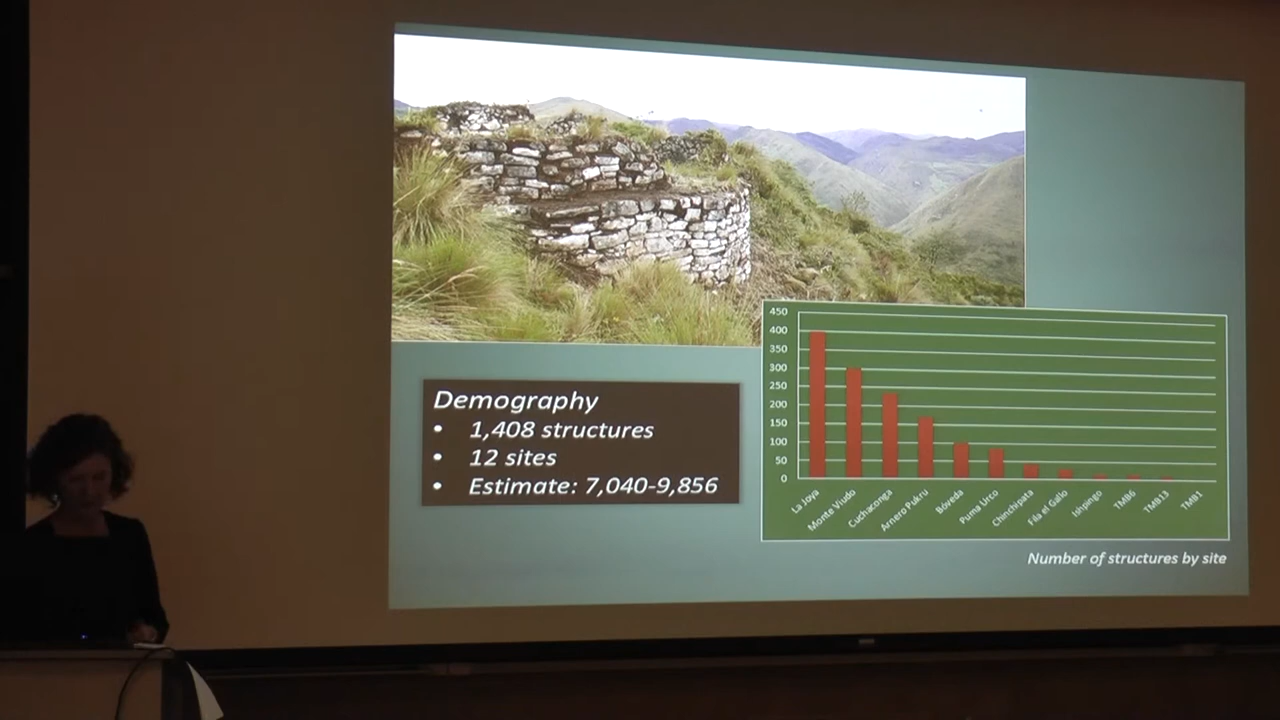 Demography
• 1,408 structures
• 12 sites
• Estimate: 7,040-9,856
450
400
350
300
250
200
150
100
50
0
La Joya
Monte Viudo
Cuchaconga
Arnero Pukru
Bóveda
Puma Urco
Chinchipata
Fila el Gallo
Ishpingo
TMB6
TMB13
TMB1
Number of structures by site